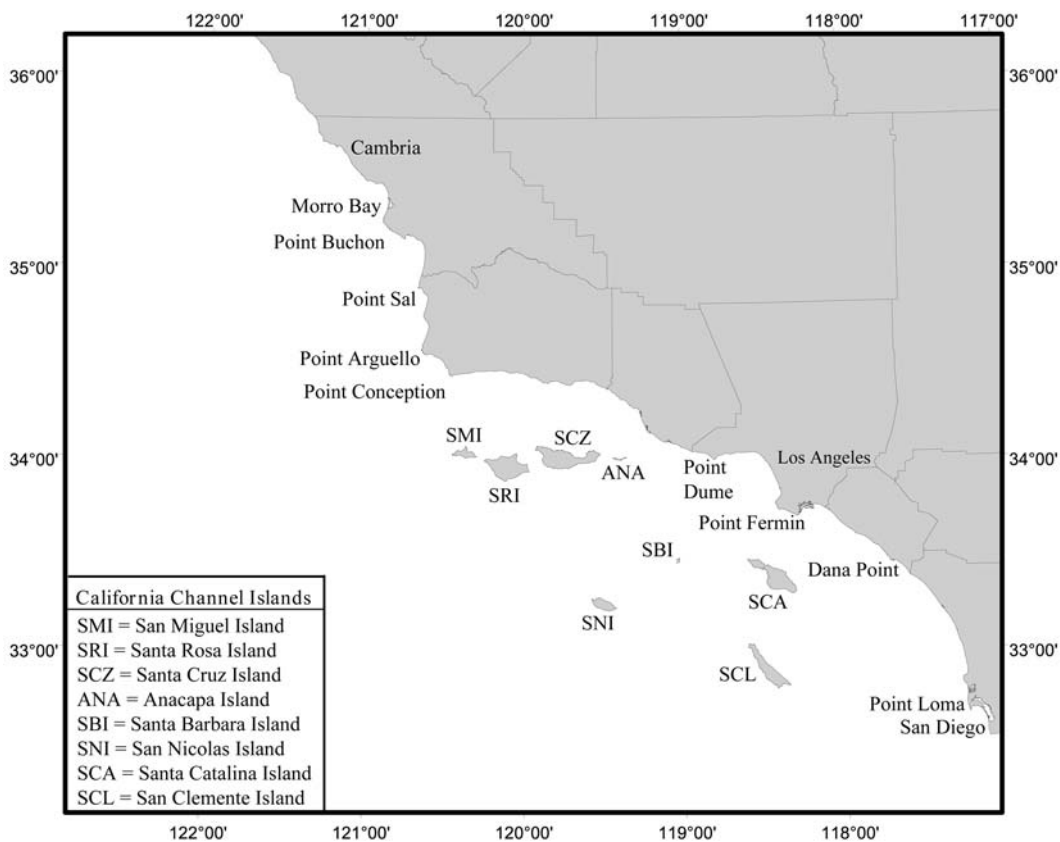 122°00' 121°00' 120°00' 119°00' 118°00' 117°00'
36°00' 36°00'
Cambria
Morro Bay
Point Buchon
35°00' 35°00'
Point Sal
Point Arguello
Point Conception
SMI SCZ
34°00' ANA Point Dume Los Angeles 34°00'
SRI
Point Fermin
SBI
Dana Point
SCA
SNI
33°00' 33°00'
SCL
Point Loma
San Diego
California Channel Islands
SMI = San Miguel Island
SRI = Santa Rosa Island
SCZ = Santa Cruz Island
ANA = Anacapa Island
SBI = Santa Barbara Island
SNI = San Nicolas Island
SCA = Santa Catalina Island
SCL = San Clemente Island
122°00' 121°00' 120°00' 119°00' 118°00'